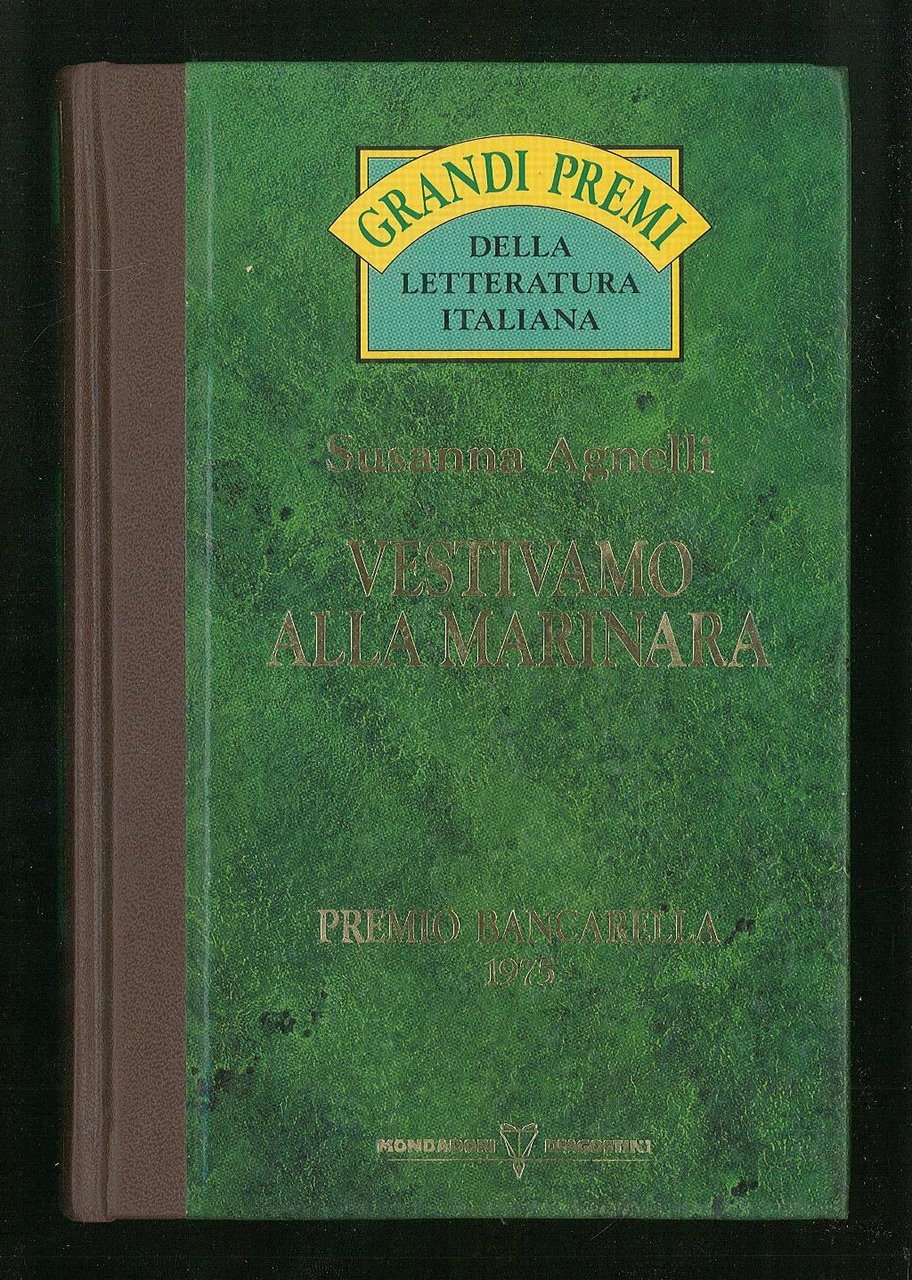 GRANDI PREMI
DELLA
LETTERATURA
ITALIANA
Susanna Agnelli
VESTIVAMO
ALLA MARINARA
PREMIO BANCARELLA
1975
MONDADORI DEAGOSTINI